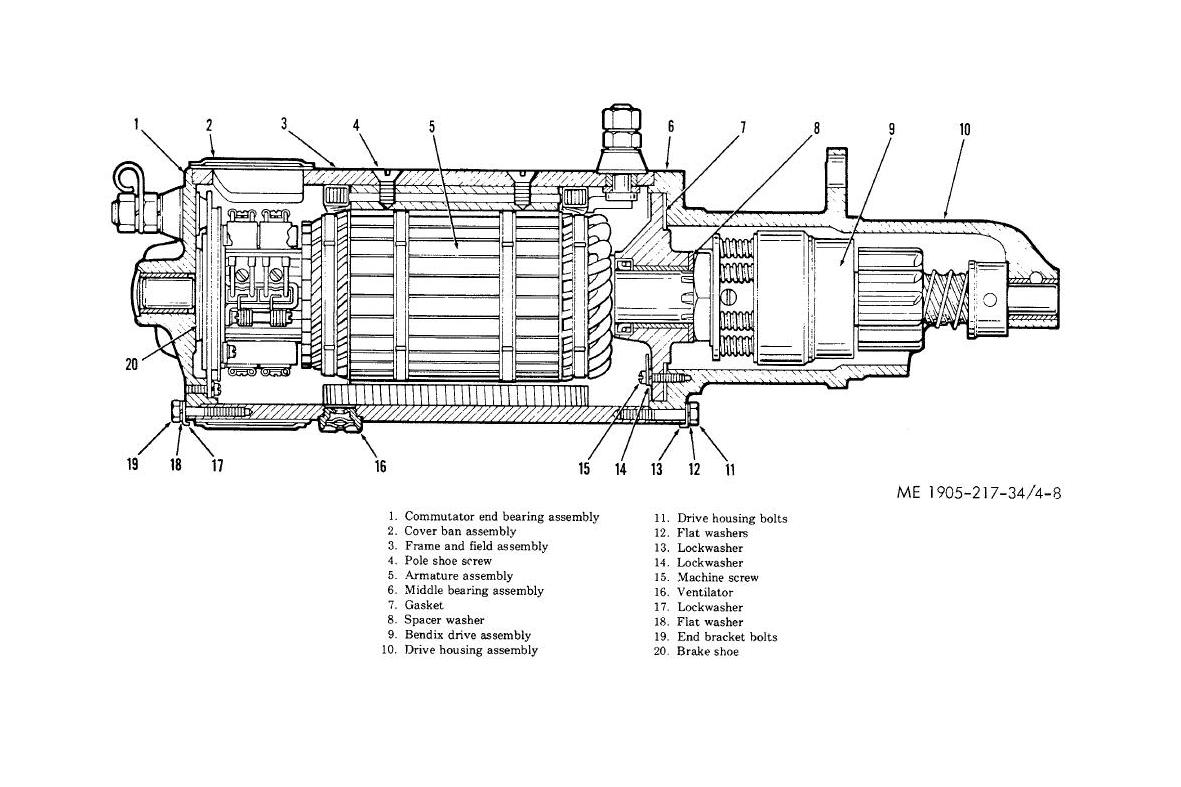 1 2 3 4 5 6 7 8 9 10
20
19 18 17 16 15 14 13 12 11
ME 1905-217-34/4-8
1. Commutator end bearing assembly
2. Cover ban assembly
3. Frame and field assembly
4. Pole shoe screw
5. Armature assembly
6. Middle bearing assembly
7. Gasket
8. Spacer washer
9. Bendix drive assembly
10. Drive housing assembly
11. Drive housing bolts
12. Flat washers
13. Lockwasher
14. Lockwasher
15. Machine screw
16. Ventilator
17. Lockwasher
18. Flat washer
19. End bracket bolts
20. Brake shoe